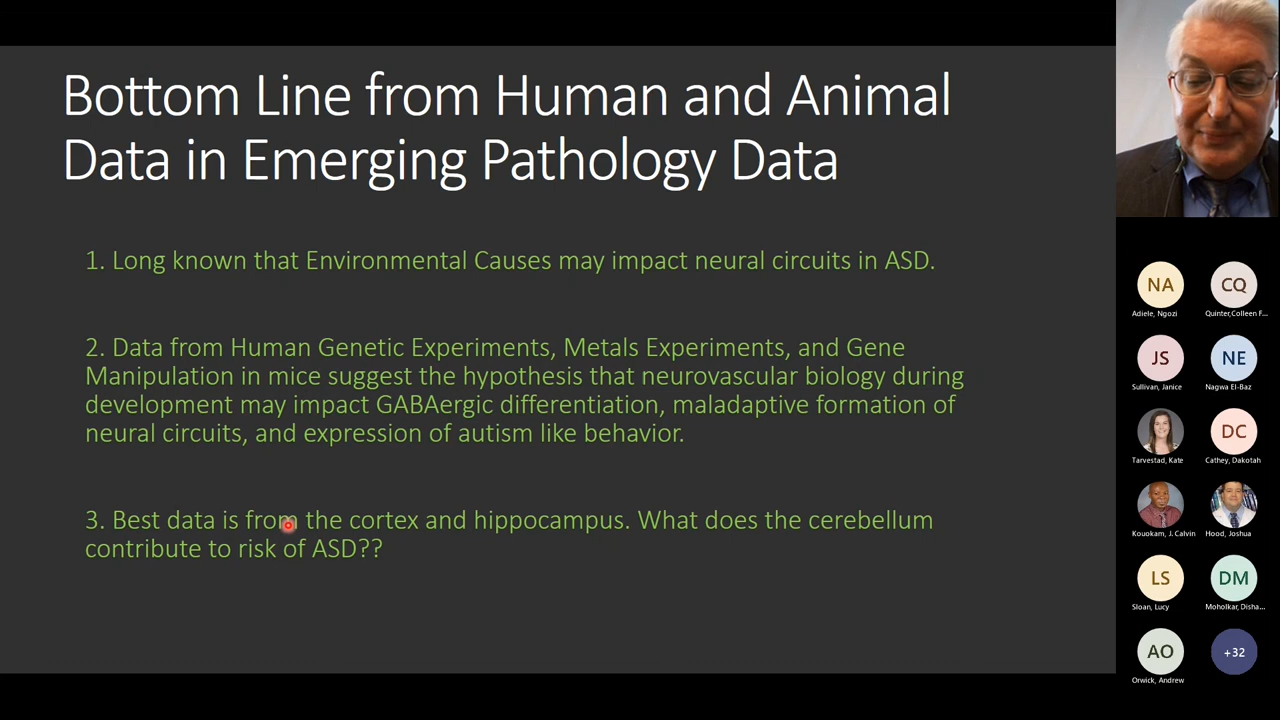 Bottom Line from Human and Animal
Data in Emerging Pathology Data
1. Long known that Environmental Causes may impact neural circuits in ASD.
2. Data from Human Genetic Experiments, Metals Experiments, and Gene
Manipulation in mice suggest the hypothesis that neurovascular biology during
development may impact GABAergic differentiation, maladaptive formation of
neural circuits, and expression of autism like behavior.
3. Best data is from the cortex and hippocampus. What does the cerebellum
contribute to risk of ASD??
NA
CQ
Adiele, Ngozi
Quinter,Colleen F...
JS
NE
Sullivan, Janice
Nagwa El-Baz
DC
Tarvestad, Kate
Cathey, Dakotah
Kouokam, J. Calvin
Hood, Joshua
LS
DM
Sloan, Lucy
Moholkar, Disha...
AO
+32
Orwick, Andrew